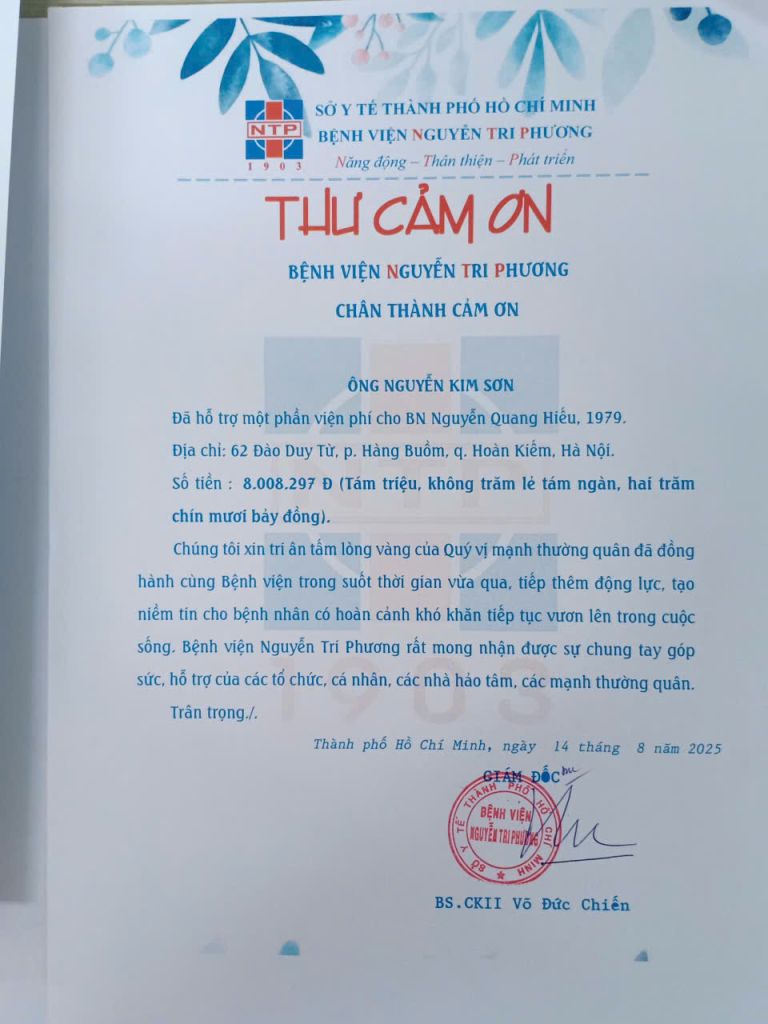 SỞ Y TẾ THÀNH PHỐ HỒ CHÍ MINH
NTP
BỆNH VIỆN NGUYỄN TRI PHƯƠNG
1903
Năng động – Thân thiện – Phát triển
THƯ CẢM ƠN
BỆNH VIỆN NGUYỄN TRI PHƯƠNG
CHÂN THÀNH CẢM ƠN
ÔNG NGUYỄN KIM SƠN
Đã hỗ trợ một phần viện phí cho BN Nguyễn Quang Hiếu, 1979.
Địa chỉ: 62 Đào Duy Từ, p. Hàng Buồm, q. Hoàn Kiếm, Hà Nội.
Số tiền : 8.008.297 Đ (Tám triệu, không trăm lẻ tám ngàn, hai trăm
chín mươi bảy đồng).
NTP
Chúng tôi xin tri ân tấm lòng vàng của Quý vị mạnh thường quân đã đồng
hành cùng Bệnh viện trong suốt thời gian vừa qua, tiếp thêm động lực, tạo
niềm tin cho bệnh nhân có hoàn cảnh khó khăn tiếp tục vươn lên trong cuộc
sống. Bệnh viện Nguyễn Tri Phương rất mong nhận được sự chung tay góp
sức, hỗ trợ của các tổ chức, cá nhân, các nhà hảo tâm, các mạnh thường quân.
1903
Trân trọng./.
Thành phố Hồ Chí Minh, ngày 14 tháng 8 năm 2025
GIÁM ĐỐC
SỞ Y TẾ THÀNH PHỐ HỒ CHÍ MINH
BỆNH VIỆN
NGUYỄN TRI PHƯƠNG
BS.CKII Võ Đức Chiến